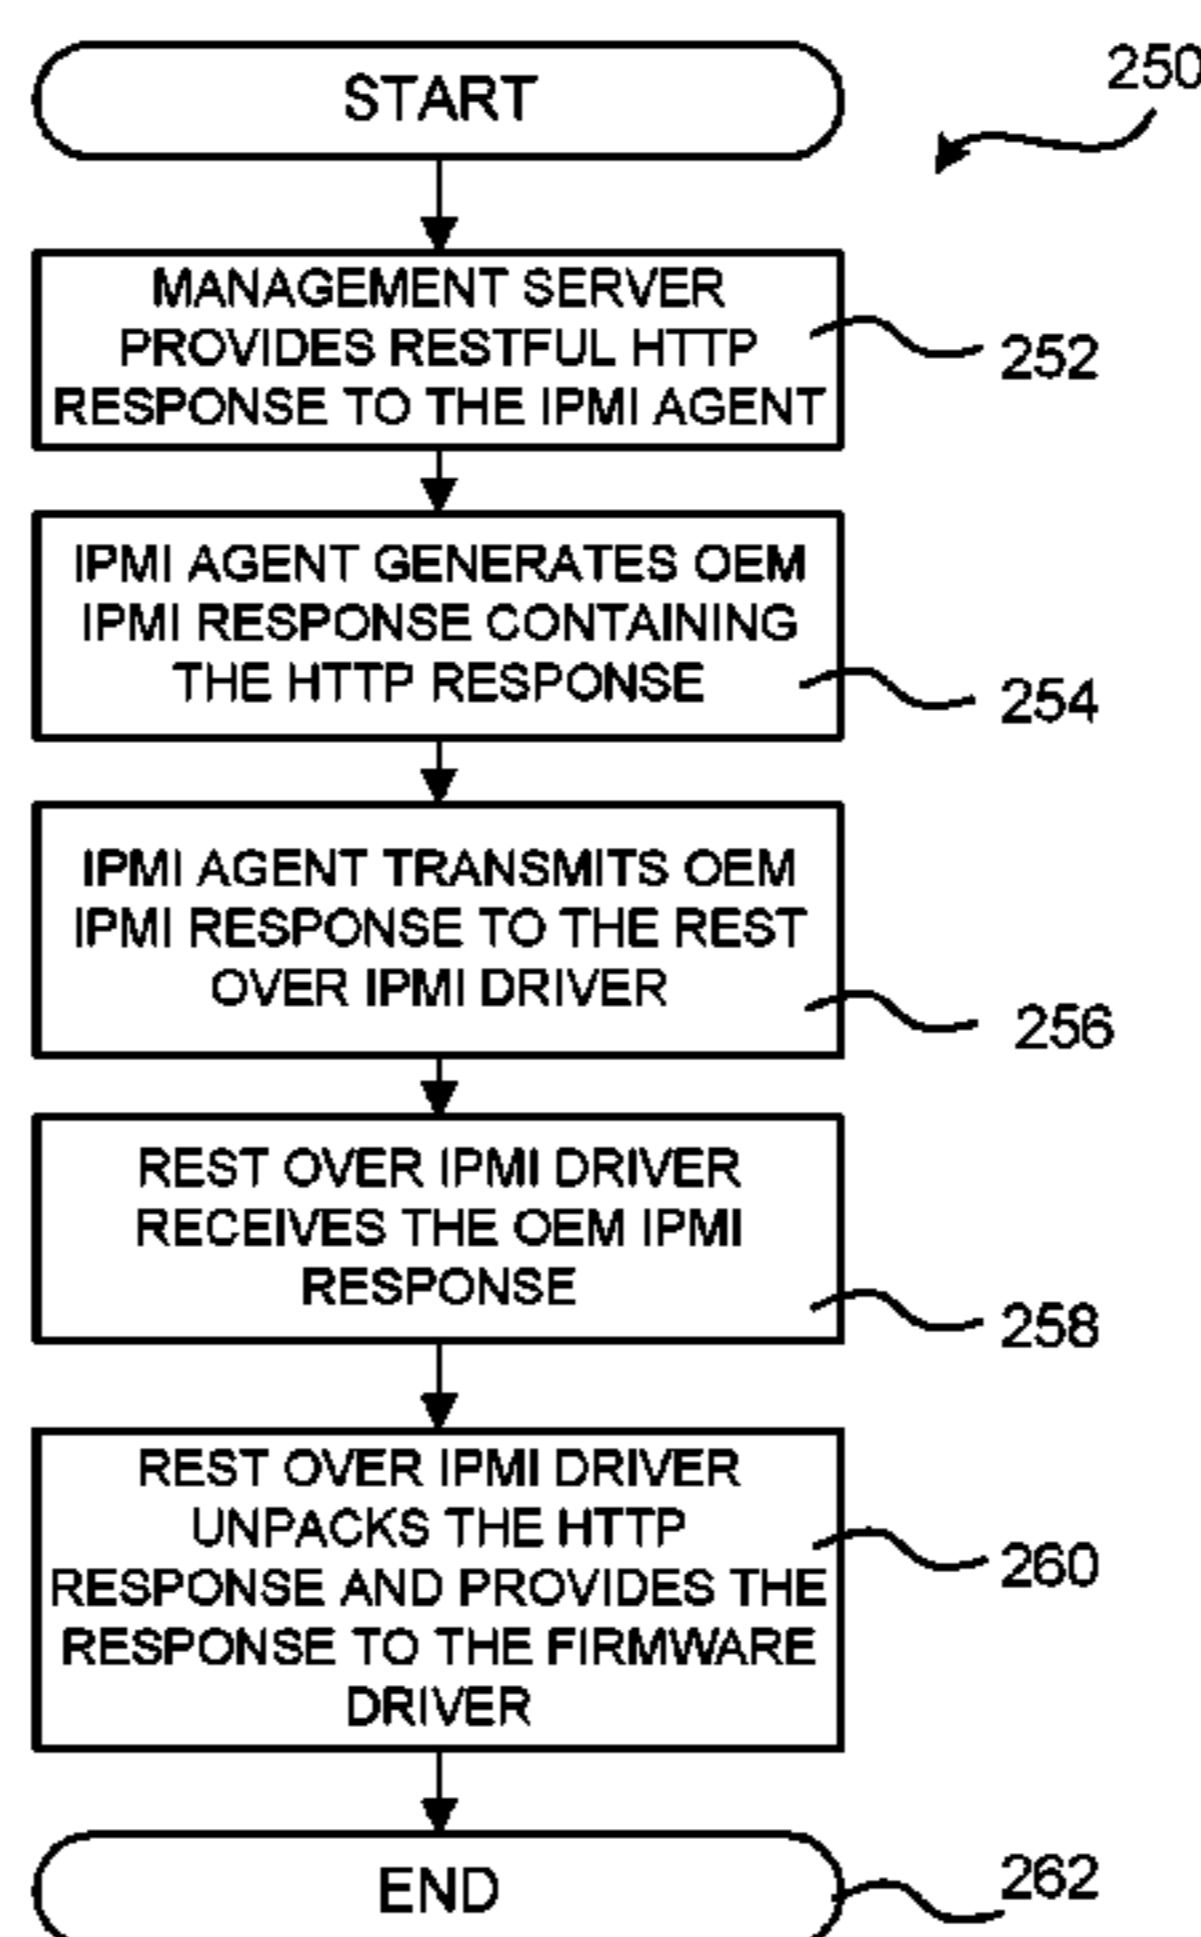 START
250
MANAGEMENT SERVER
PROVIDES RESTFUL HTTP
RESPONSE TO THE IPMI AGENT
252
IPMI AGENT GENERATES OEM
IPMI RESPONSE CONTAINING
THE HTTP RESPONSE
254
IPMI AGENT TRANSMITS OEM
IPMI RESPONSE TO THE REST
OVER IPMI DRIVER
256
REST OVER IPMI DRIVER
RECEIVES THE OEM IPMI
RESPONSE
258
REST OVER IPMI DRIVER
UNPACKS THE HTTP
RESPONSE AND PROVIDES THE
RESPONSE TO THE FIRMWARE
DRIVER
260
END
262